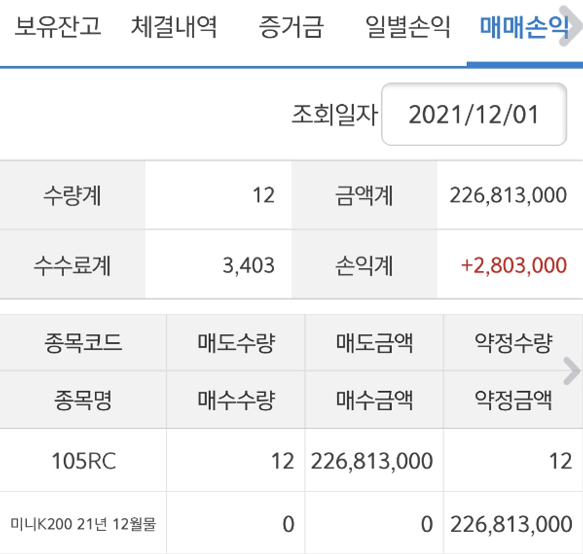 보유잔고 체결내역 증거금 일별손익 매매손익
조회일자 2021/12/01
수량계 12 금액계 226,813,000
수수료계 3,403 손익계 +2,803,000
종목코드 매도수량 매도금액 약정수량
종목명 매수수량 매수금액 약정금액
105RC 12 226,813,000 12
미니K200 21년 12월물 0 0 226,813,000